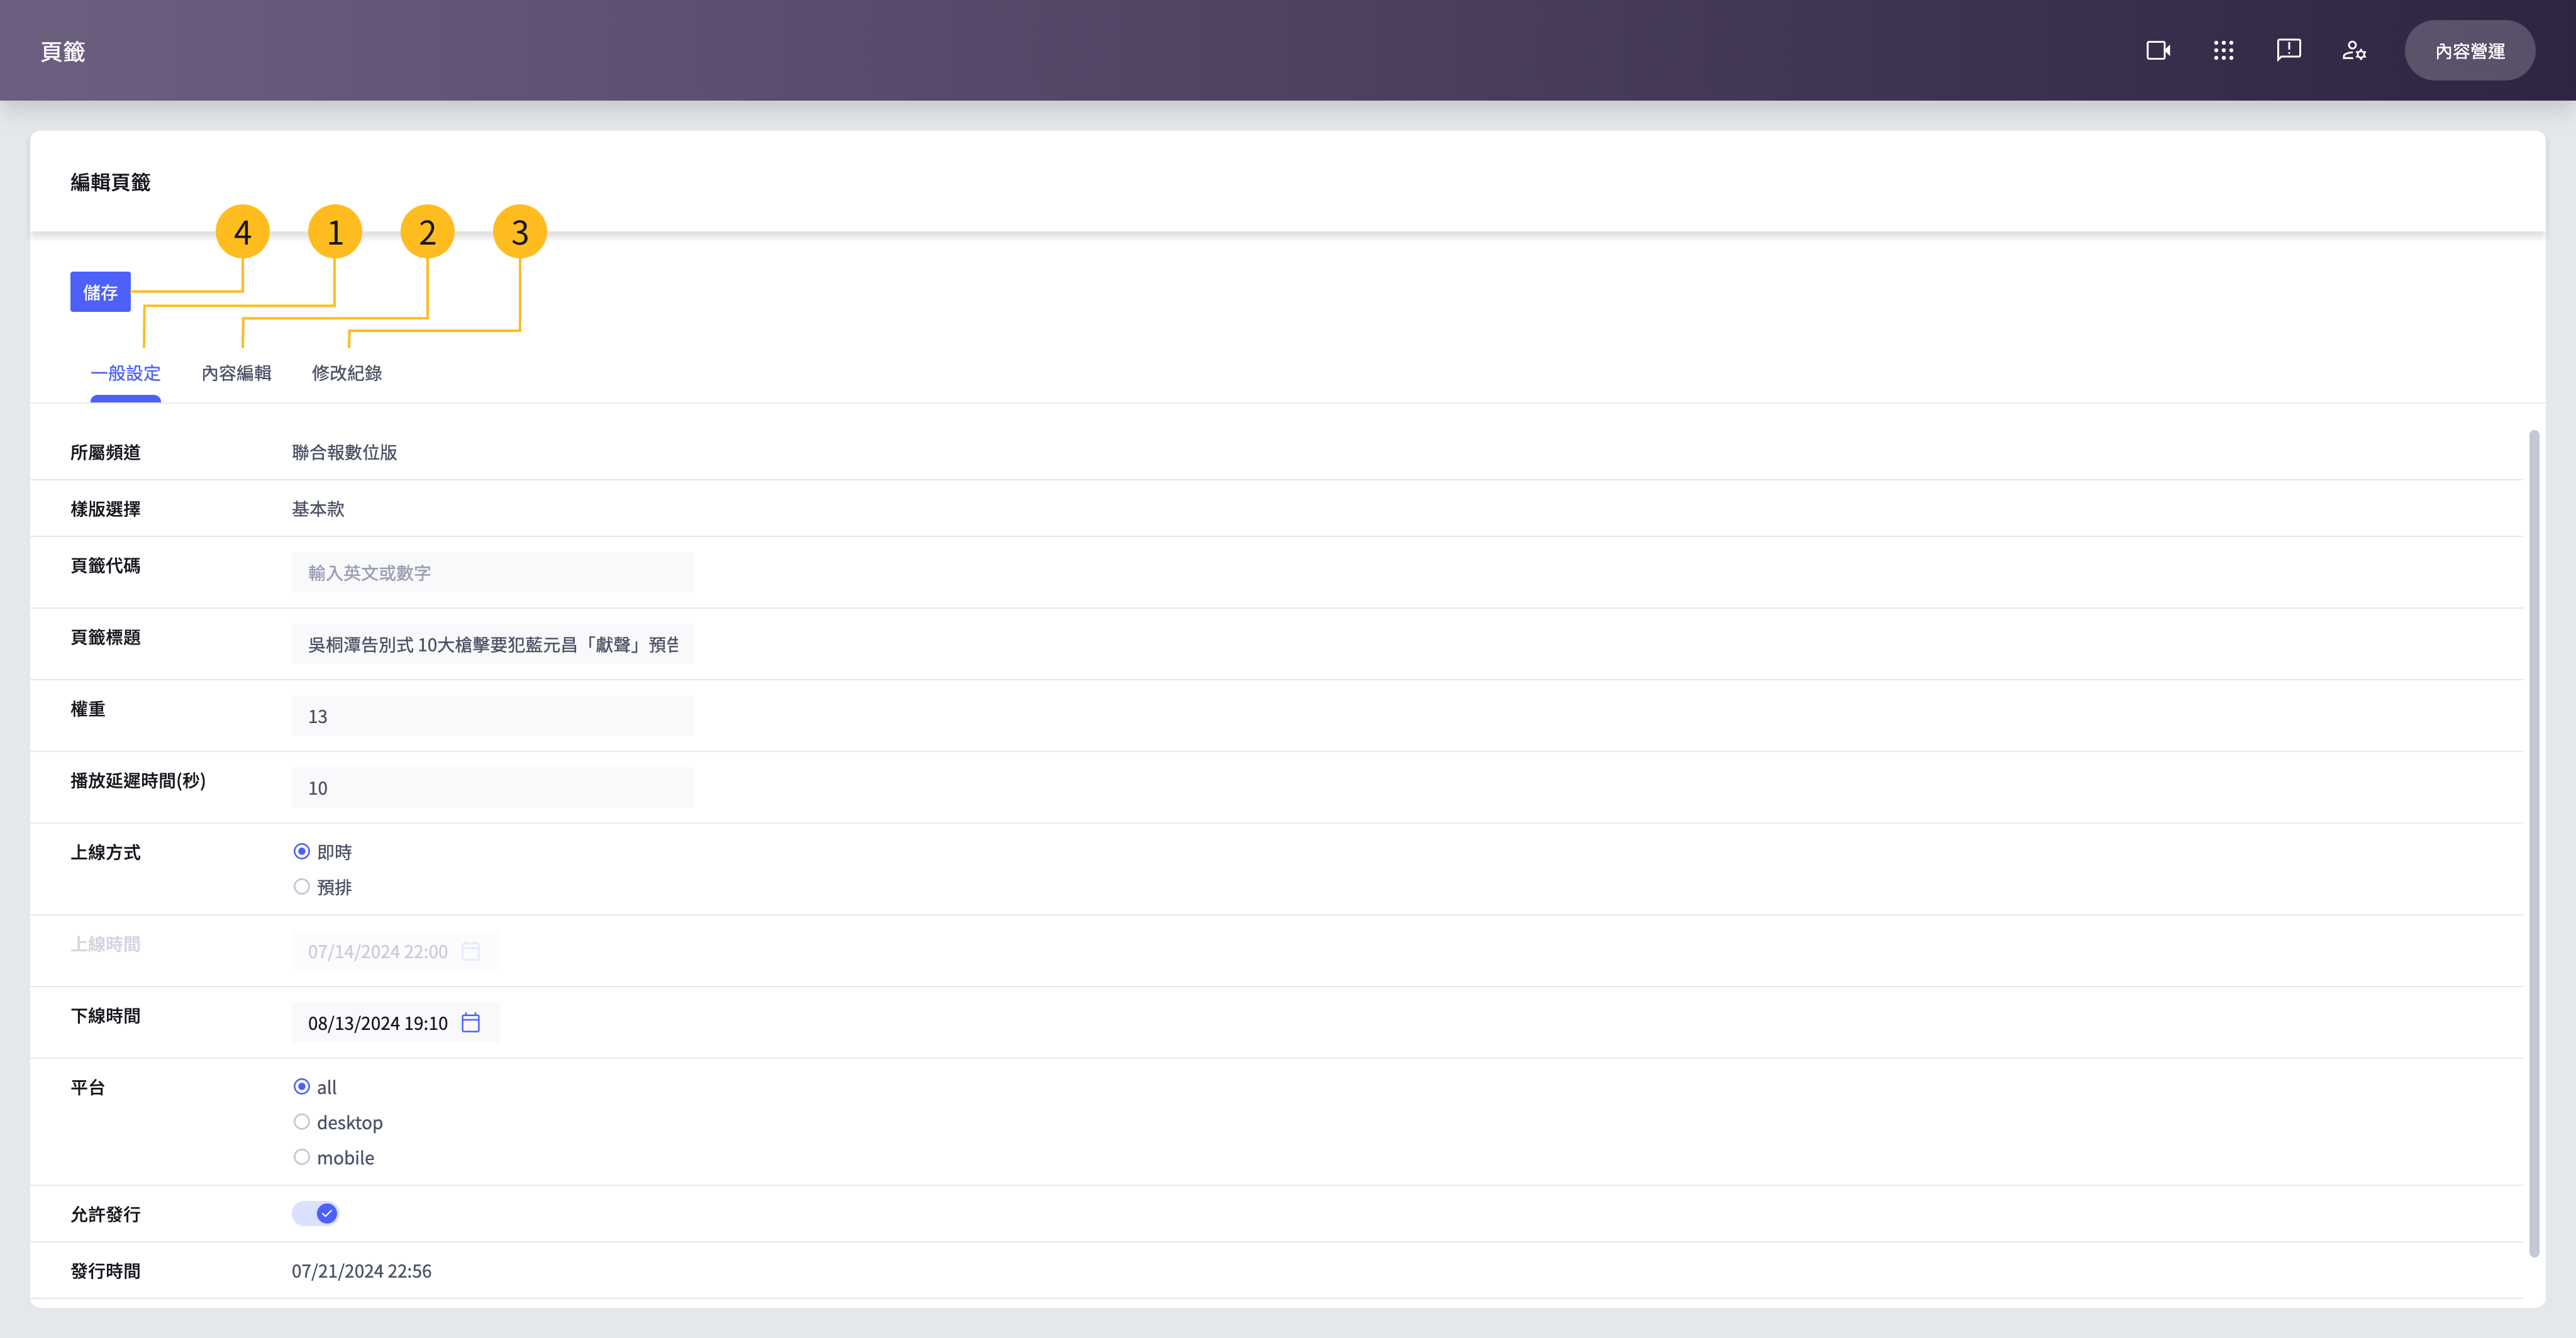 頁籤
內容營運
編輯頁籤
4 1 2 3
儲存
一般設定 內容編輯 修改紀錄
所屬頻道 聯合報數位版
樣版選擇 基本款
頁籤代碼 輸入英文或數字
頁籤標題 吳桐潭告別式 10大槍擊要犯藍元昌「獻聲」預告
權重 13
播放延遲時間(秒) 10
上線方式 即時
預排
上線時間 07/14/2024 22:00
下線時間 08/13/2024 19:10
平台 all
desktop
mobile
允許發行
發行時間 07/21/2024 22:56